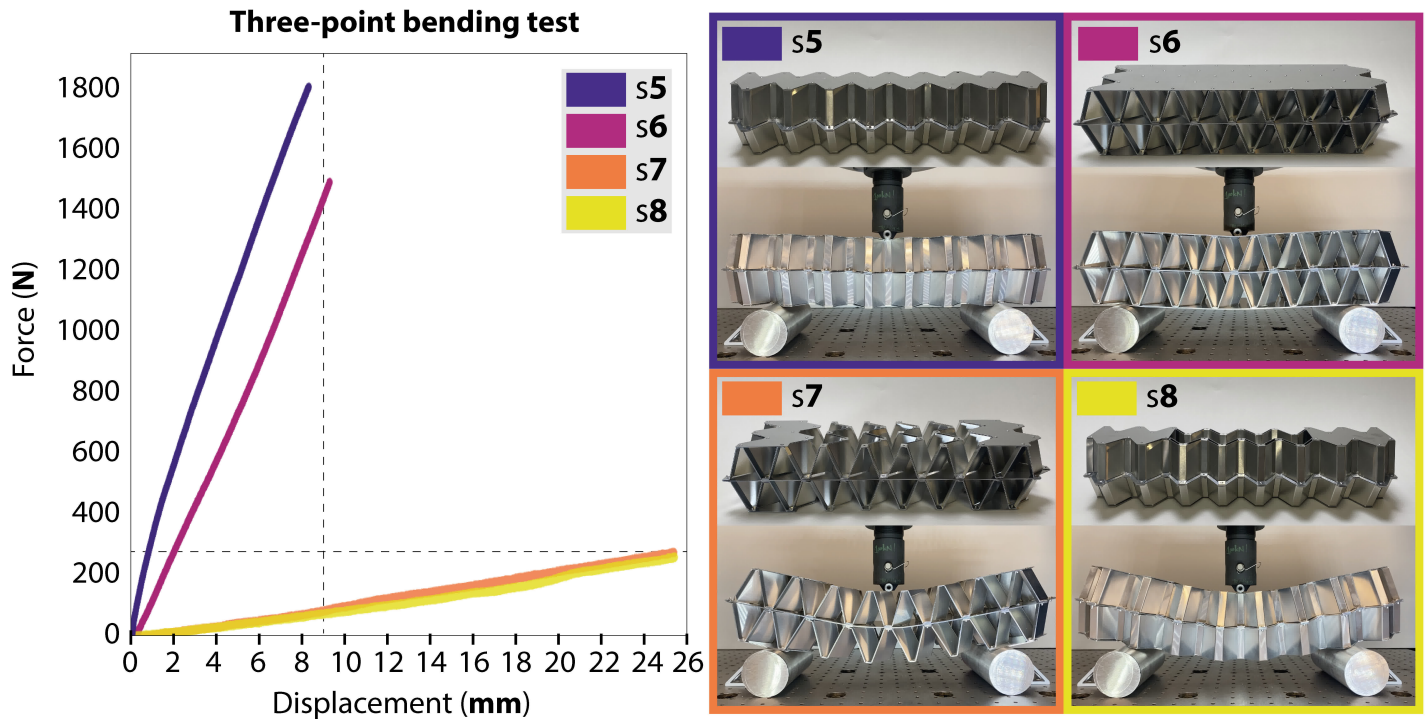 Three-point bending test
Force (N)
1800
1600
1400
1200
1000
800
600
400
200
0
0 2 4 6 8 10 12 14 16 18 20 22 24 26
Displacement (mm)
s5
s6
s7
s8
s5
s6
s7
s8